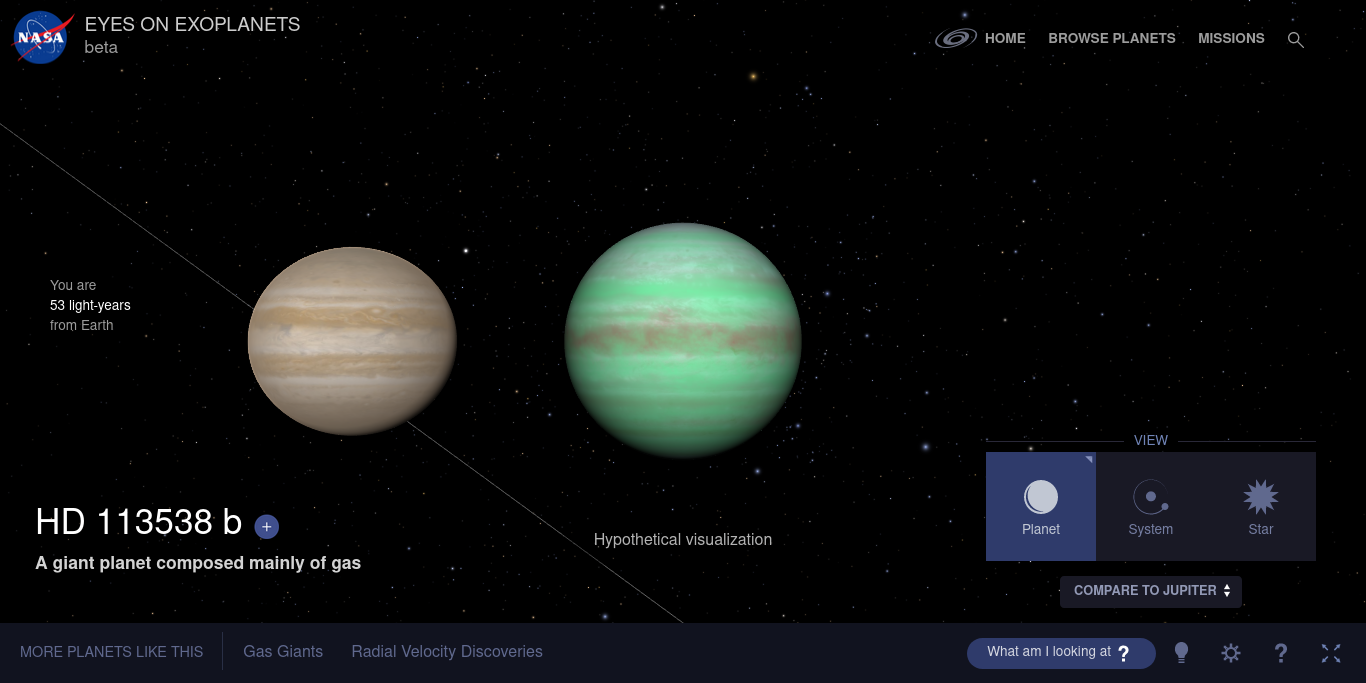 NASA
EYES ON EXOPLANETS
beta
HOME
BROWSE PLANETS
MISSIONS
You are
53 light-years
from Earth
HD 113538 b +
A giant planet composed mainly of gas
Hypothetical visualization
VIEW
Planet
System
Star
COMPARE TO JUPITER
MORE PLANETS LIKE THIS
Gas Giants
Radial Velocity Discoveries
What am I looking at ?
?